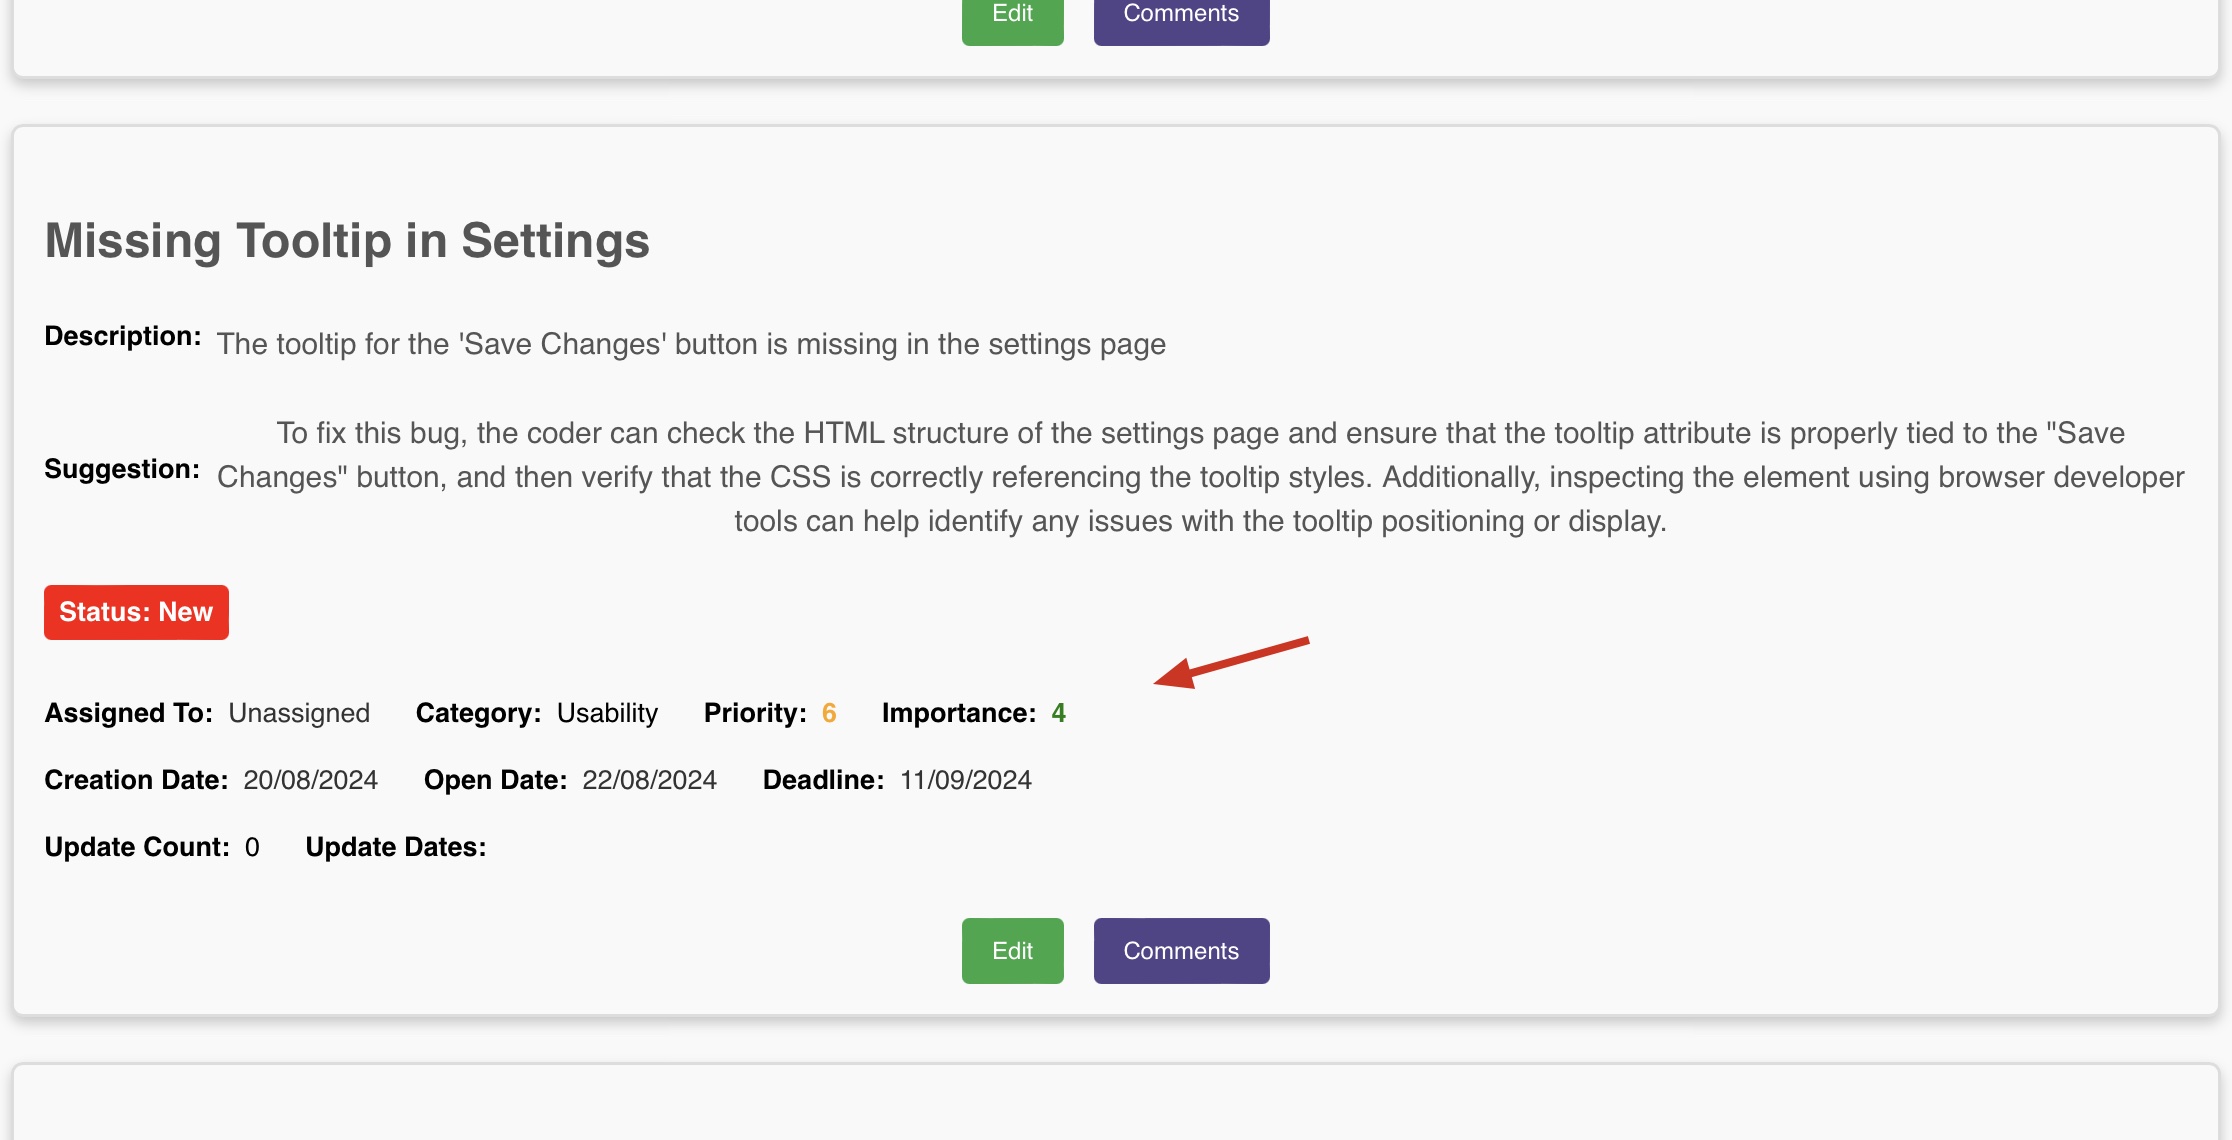 Edit Comments
Missing Tooltip in Settings
Description: The tooltip for the 'Save Changes' button is missing in the settings page
To fix this bug, the coder can check the HTML structure of the settings page and ensure that the tooltip attribute is properly tied to the "Save
Suggestion: Changes" button, and then verify that the CSS is correctly referencing the tooltip styles. Additionally, inspecting the element using browser developer
tools can help identify any issues with the tooltip positioning or display.
Status: New
Assigned To: Unassigned Category: Usability Priority: 6 Importance: 4
Creation Date: 20/08/2024 Open Date: 22/08/2024 Deadline: 11/09/2024
Update Count: 0 Update Dates:
Edit Comments